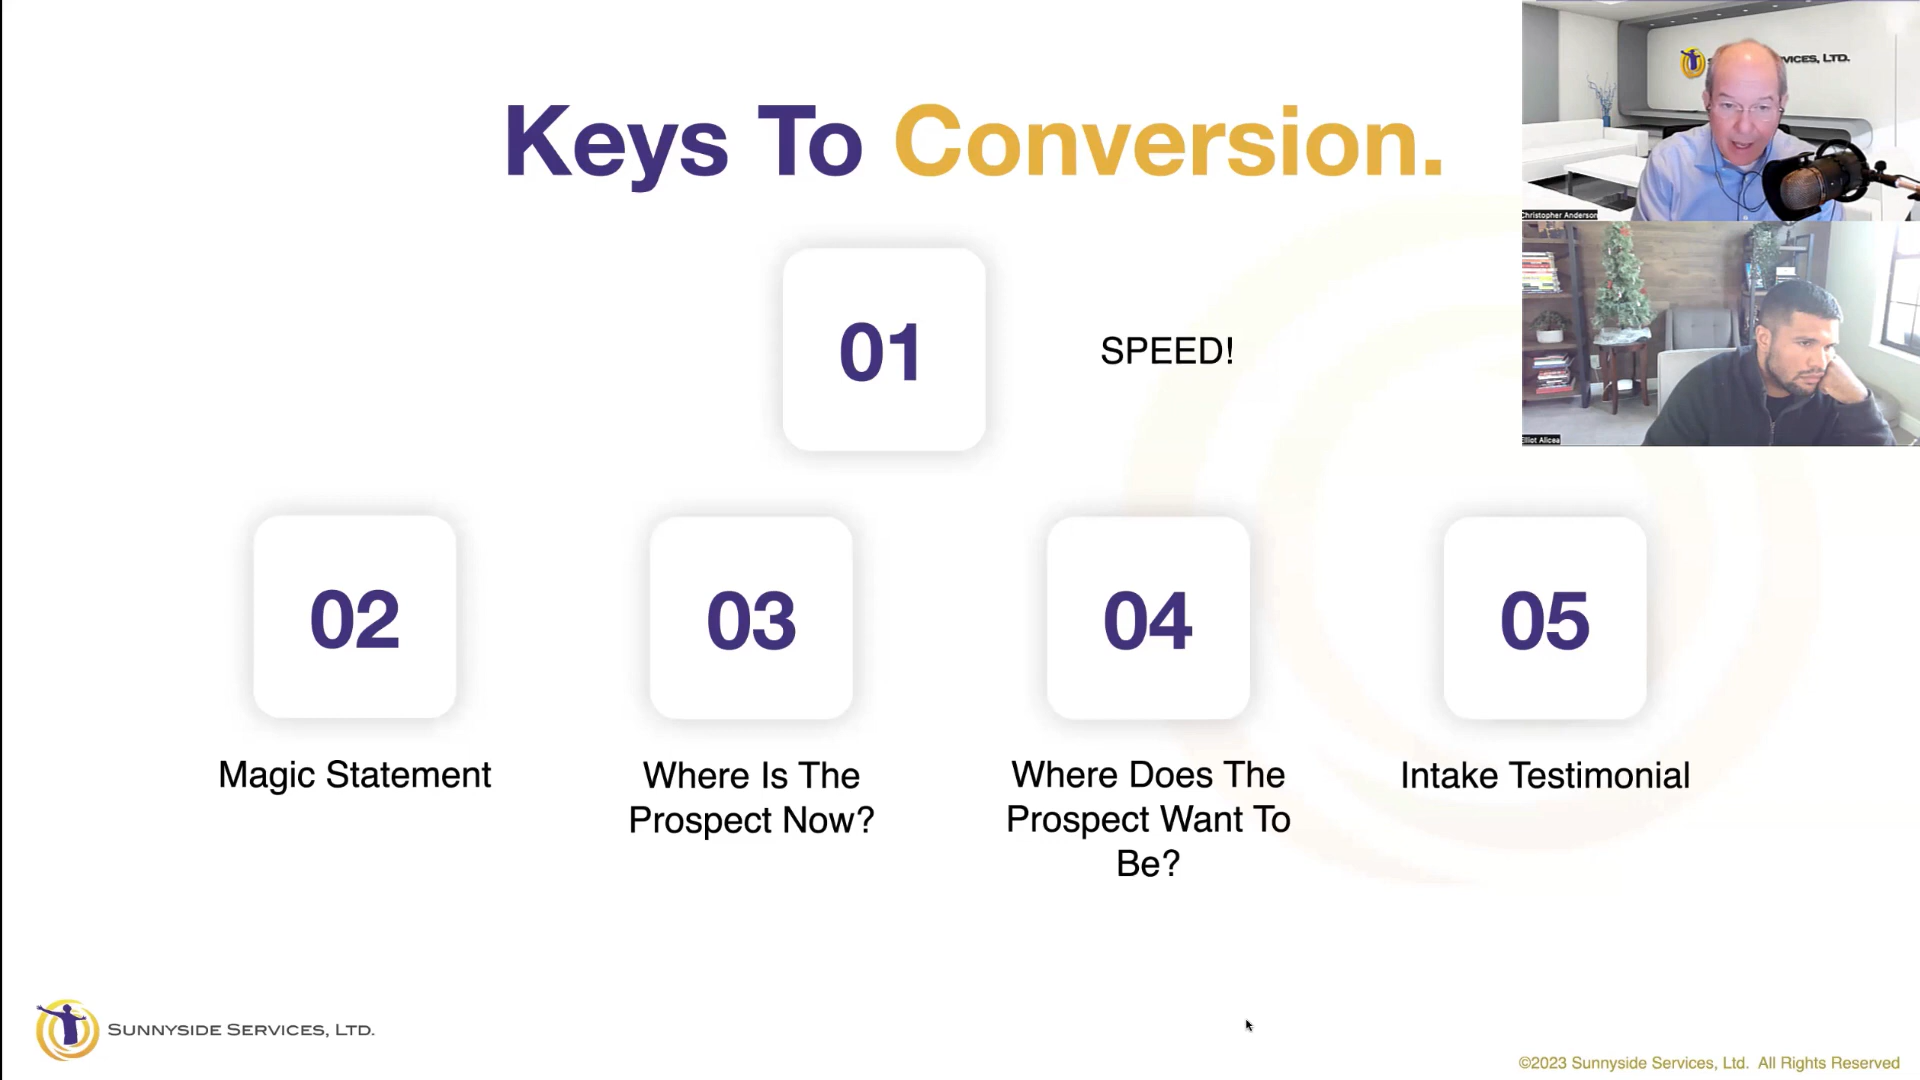 Keys To Conversion.
VICES, LTD.
Christopher Anderson
01
SPEED!
Elliot Alicea
02
03
04
05
Magic Statement
Where Is The
Prospect Now?
Where Does The
Prospect Want To
Be?
Intake Testimonial
SUNNYSIDE SERVICES, LTD.
©2023 Sunnyside Services, Ltd. All Rights Reserved